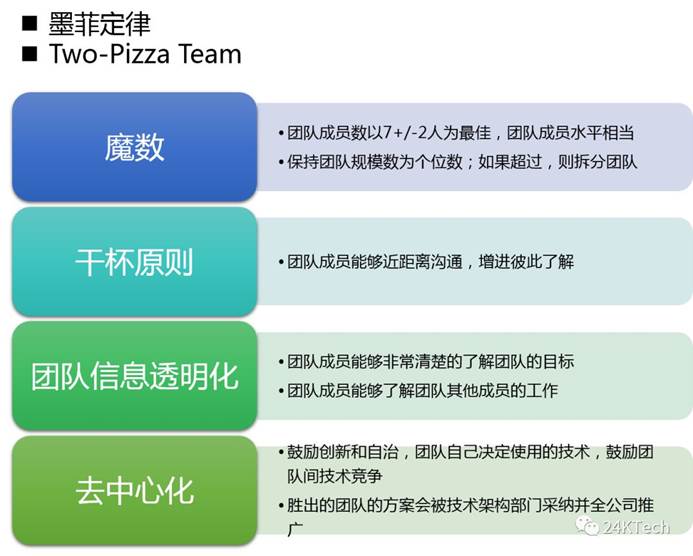 ■ 墨菲定律
■ Two-Pizza Team
魔数
• 团队成员数以7+/-2人为最佳，团队成员水平相当
• 保持团队规模数为个位数；如果超过，则拆分团队
干杯原则
• 团队成员能够近距离沟通，增进彼此了解
团队信息透明化
• 团队成员能够非常清楚的了解团队的目标
• 团队成员能够了解团队其他成员的工作
去中心化
• 鼓励创新和自治，团队自己决定使用的技术，鼓励团
队间技术竞争
• 胜出的团队的方案会被技术架构部门采纳并全公司推
广
24KTech